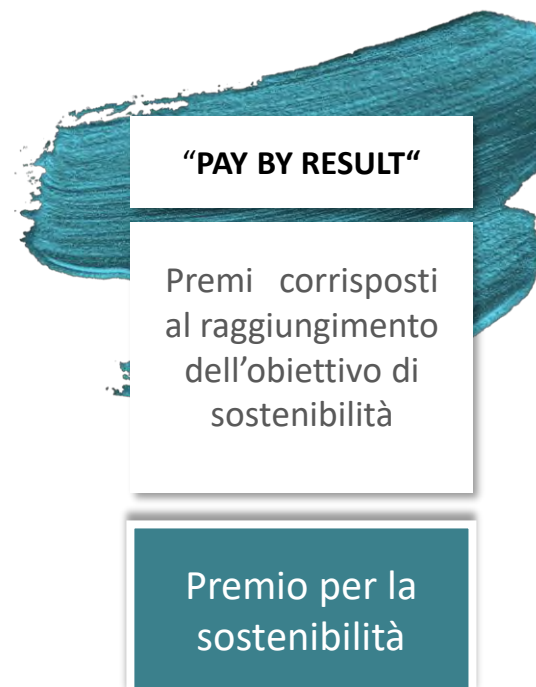 “PAY BY RESULT“
Premi corrisposti
al raggiungimento
dell’obiettivo di
sostenibilità
Premio per la
sostenibilità